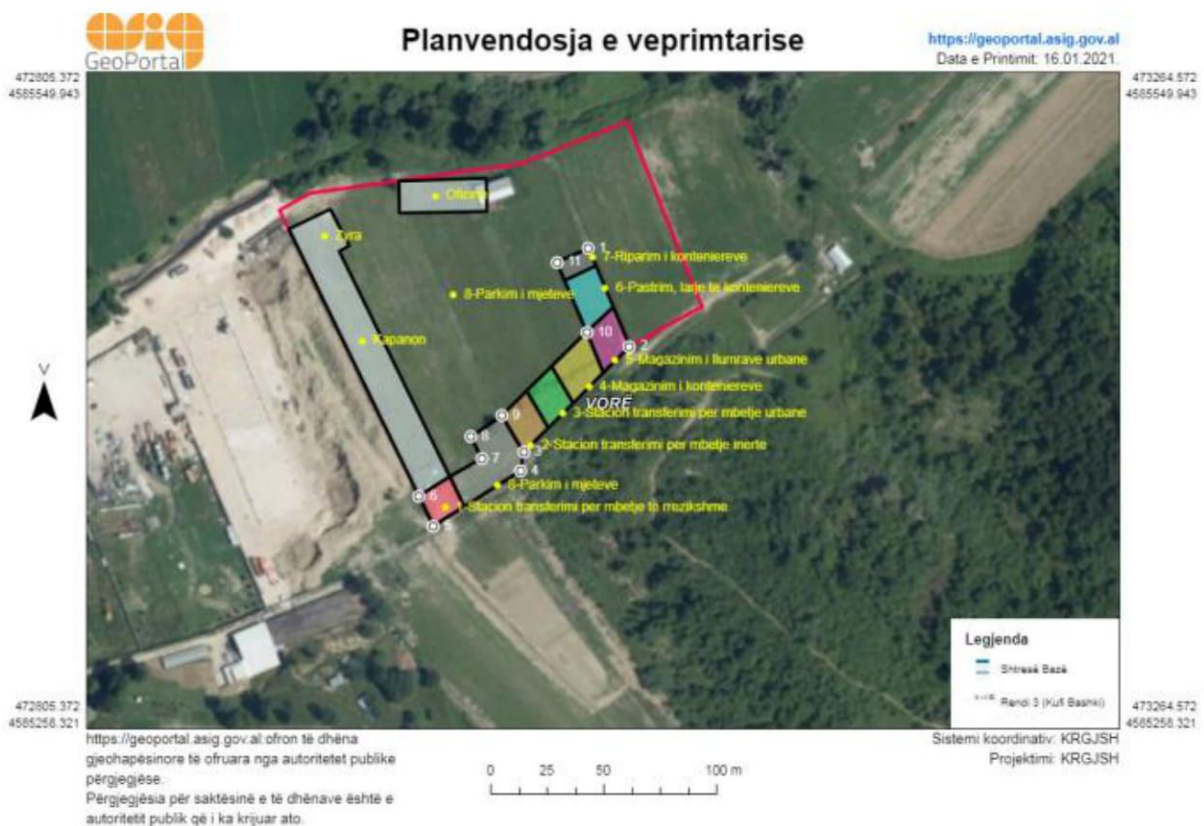 asig
GeoPortal
Planvendosja e veprimtarise
https://geoportal.asig.gov.al
Data e Printimit: 16.01.2021.
472805.372
4585549.943
473264.572
4585549.943
Oficine
Zyra
1
11
7-Riparim i konteniereve
8-Parkim i mjeteve
6-Pastrim, larje te konteniereve
10
2
Kapanon
5-Magazinim i llumrave urbane
4-Magazinim i konteniereve
VORË
9
3-Stacion transferimi per mbetje urbane
8
2-Stacion transferimi per mbetje inerte
3
7
4
8-Parkim i mjeteve
6
1-Stacion transferimi per mbetje te rrezikshme
5
V
Legjenda
Shtresë Bazë
Rendi 3 (Kufi Bashki)
472805.372
4585258.321
473264.572
4585258.321
https://geoportal.asig.gov.al ofron të dhëna
gjeohapësinore të ofruara nga autoritetet publike
përgjegjëse.
Përgjegjësia për saktësinë e të dhënave është e
autoritetit publik që i ka krijuar ato.
0 25 50 100 m
Sistemi koordinativ: KRGJSH
Projektimi: KRGJSH